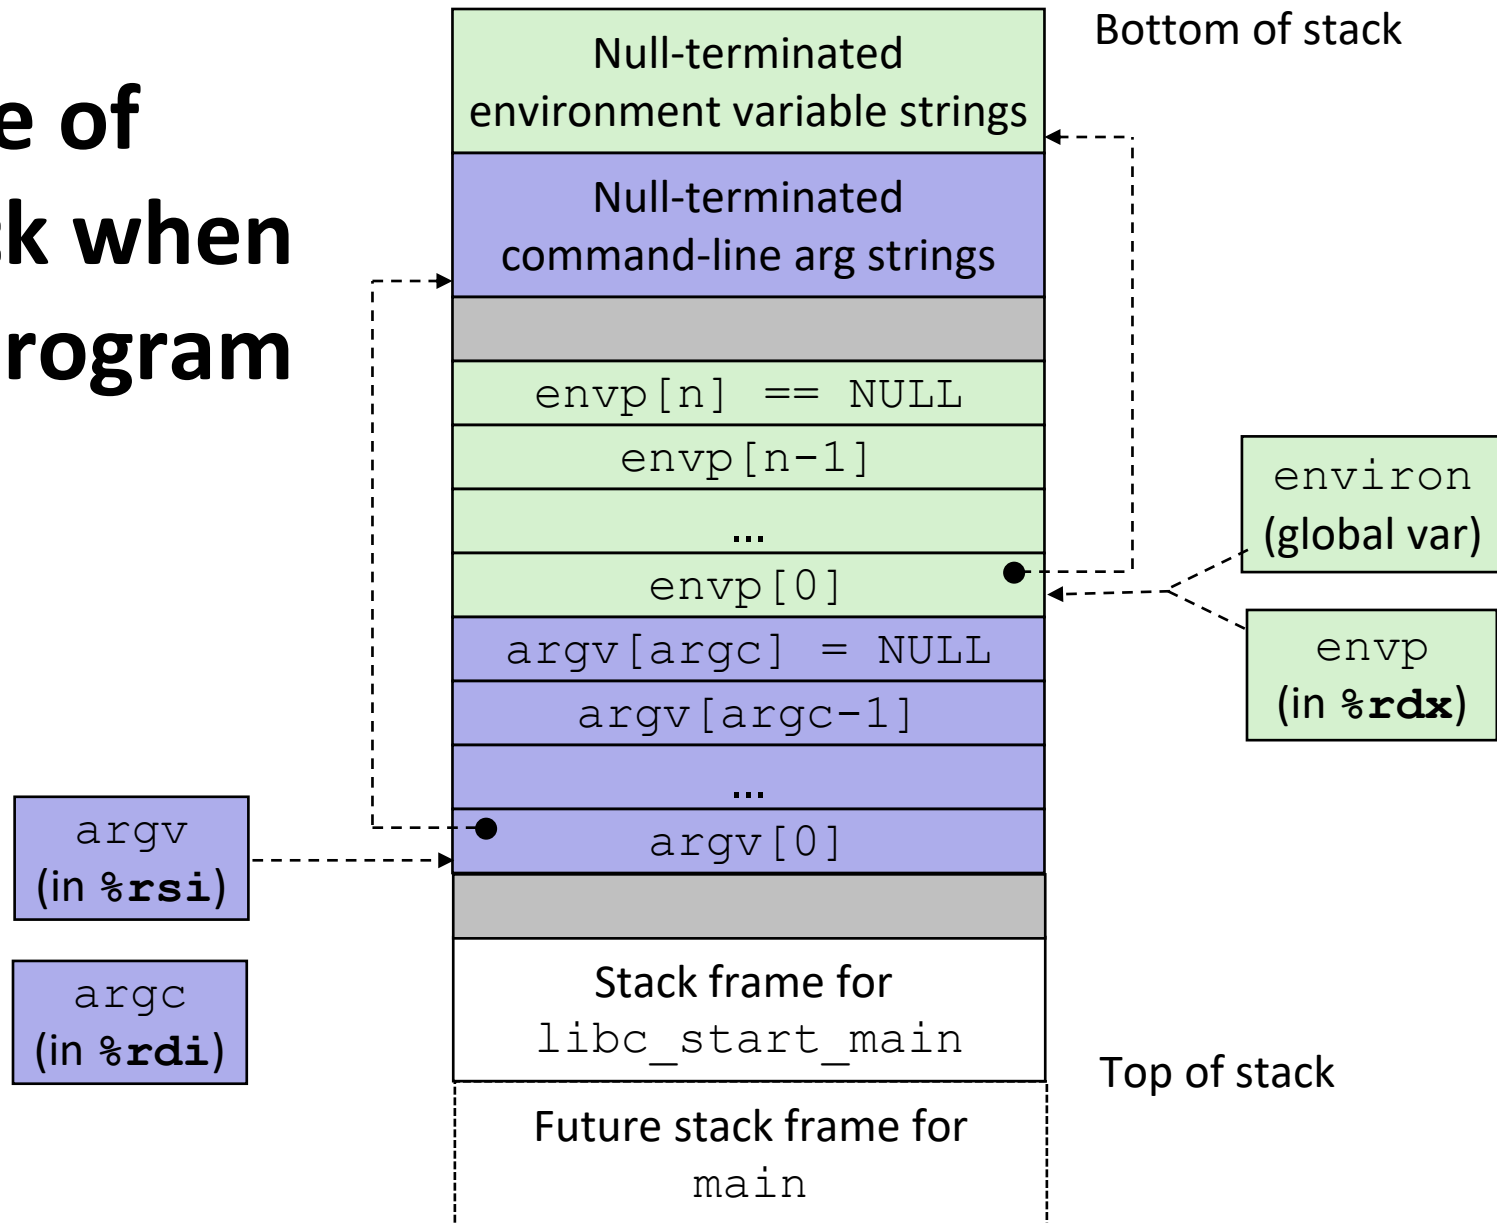 e of
ck when
rogram
Bottom of stack
Null-terminated
environment variable strings
Null-terminated
command-line arg strings
envp[n] == NULL
envp[n-1]
...
envp[0]
argv[argc] = NULL
argv[argc-1]
...
argv[0]
environ
(global var)
envp
(in %rdx)
argv
(in %rsi)
argc
(in %rdi)
Stack frame for
libc_start_main
Top of stack
Future stack frame for
main